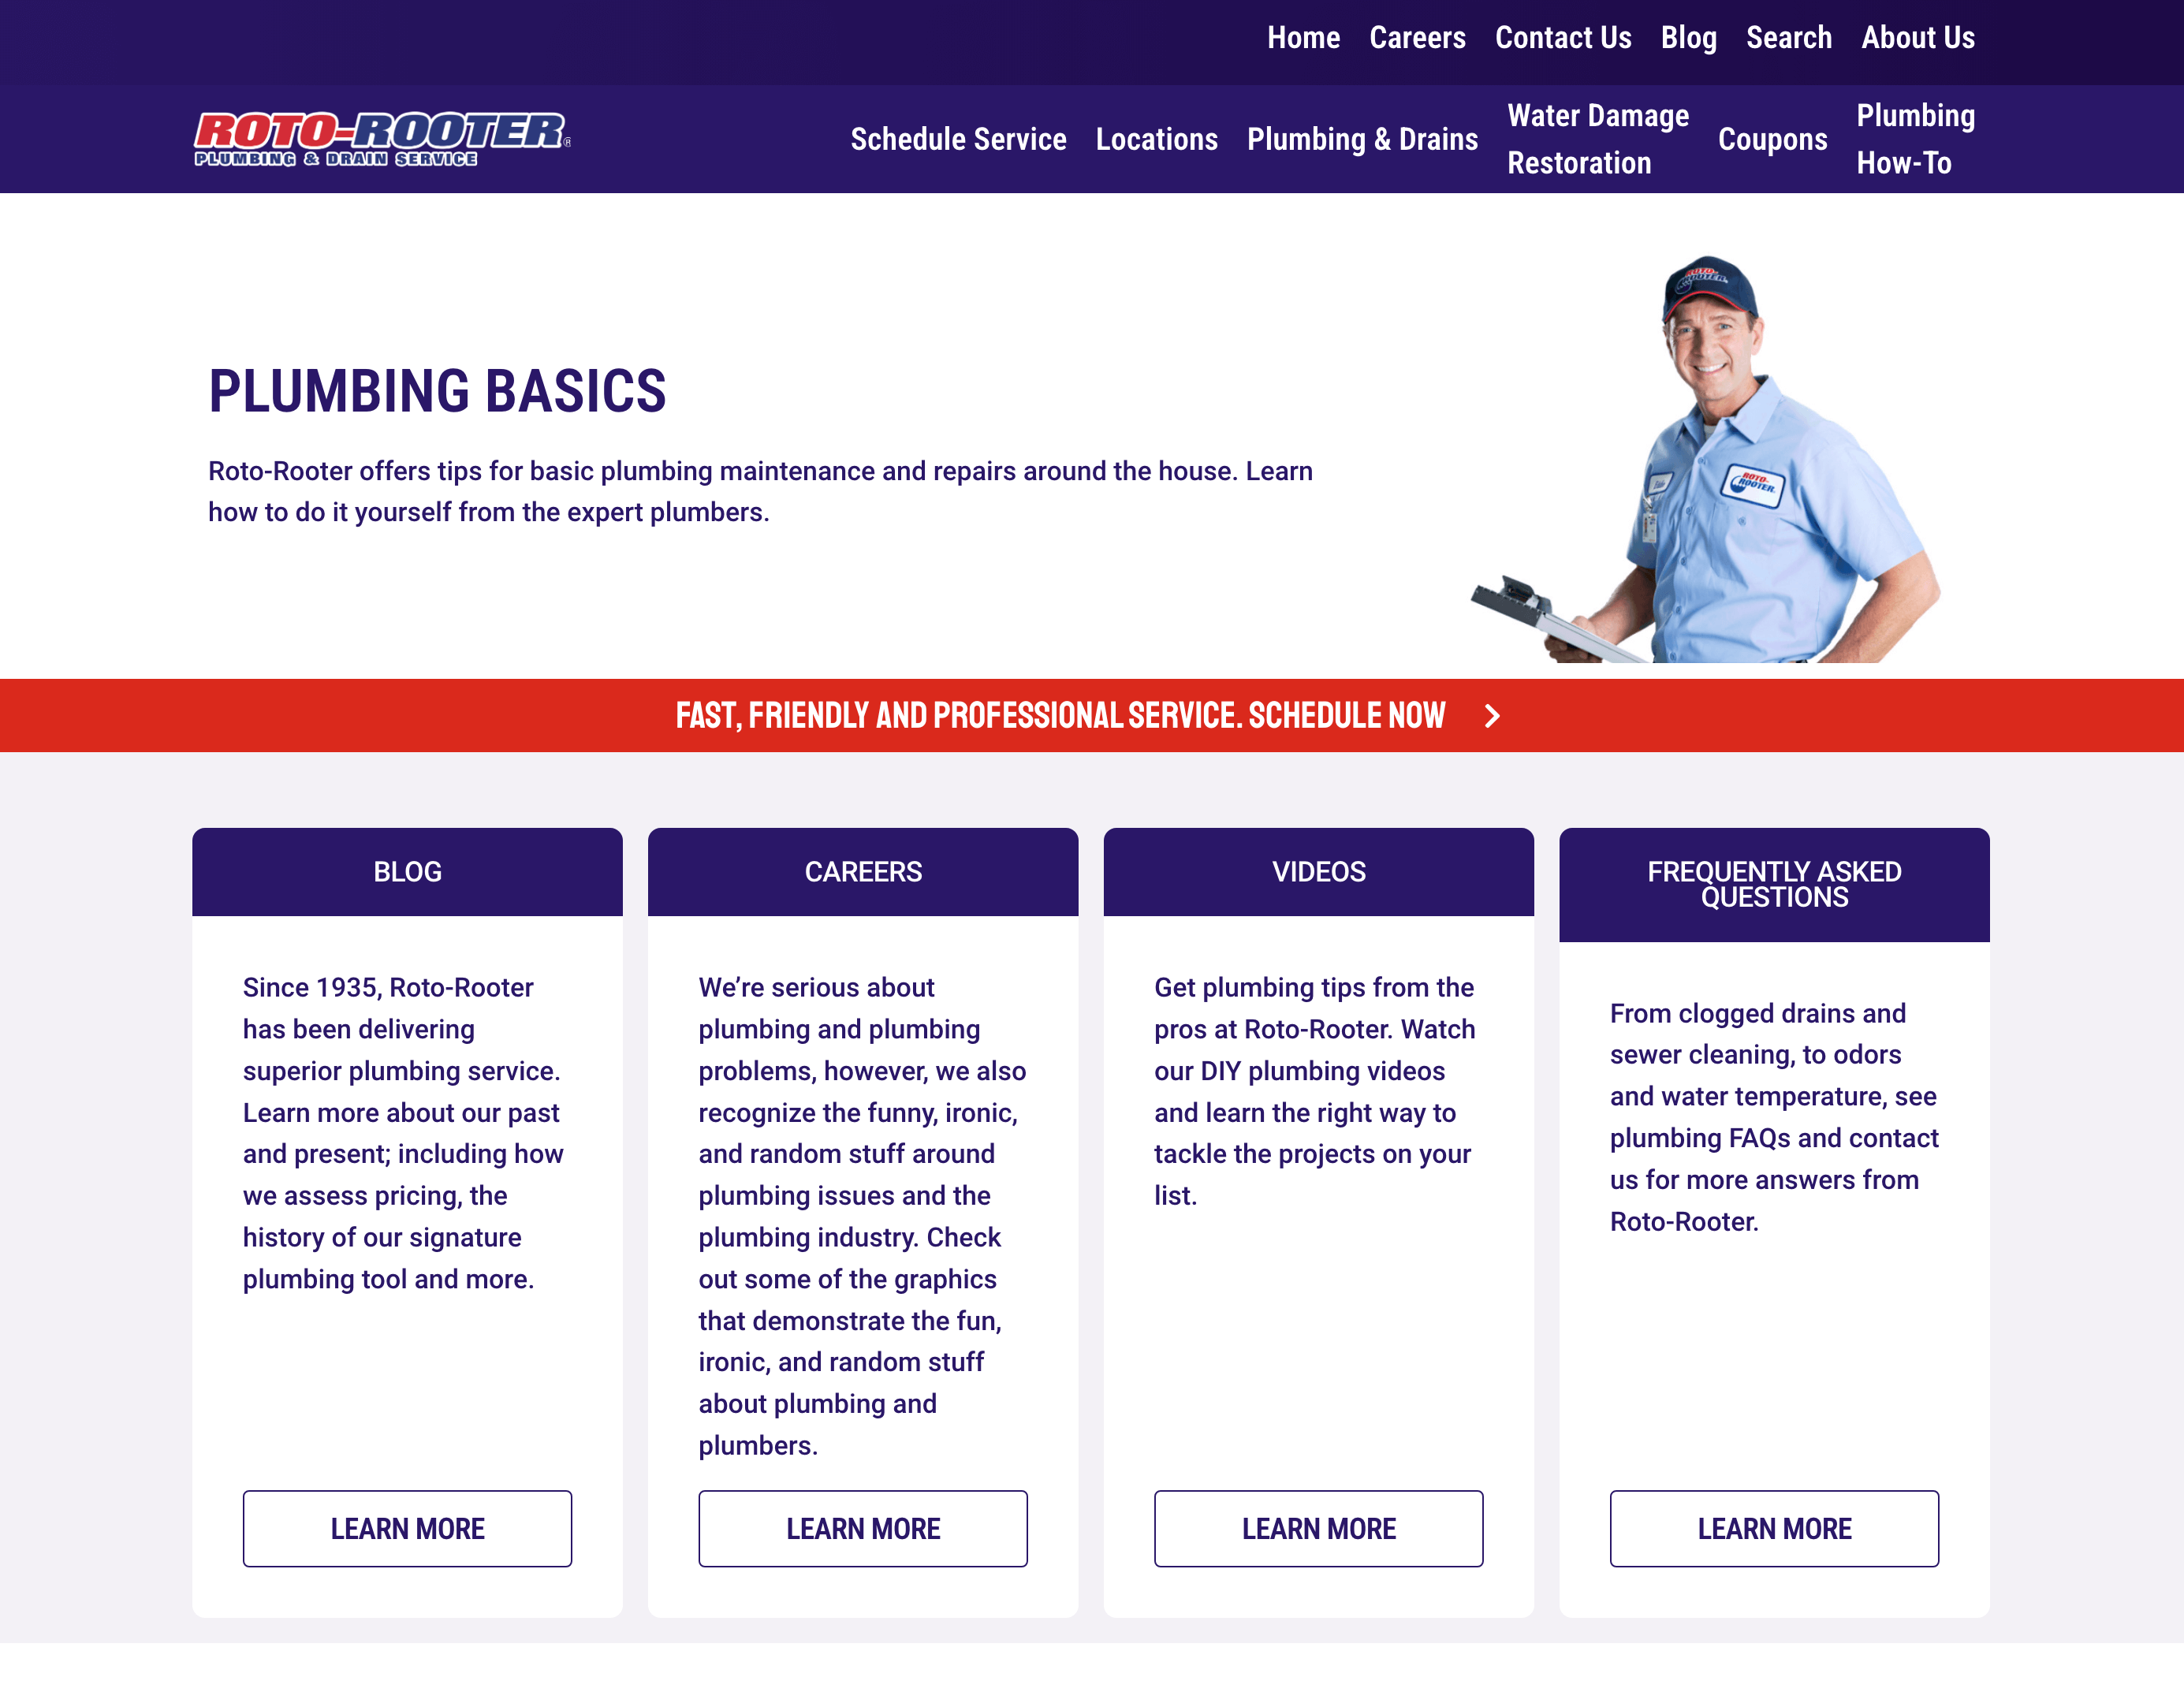 Home Careers Contact Us Blog Search About Us
ROTO-ROOTER®
PLUMBING & DRAIN SERVICE
Schedule Service Locations Plumbing & Drains Water Damage Restoration Coupons Plumbing How-To
ROTO-ROOTER
PLUMBING BASICS
Roto-Rooter offers tips for basic plumbing maintenance and repairs around the house. Learn
how to do it yourself from the expert plumbers.
ROTO-
ROOTER
FAST, FRIENDLY AND PROFESSIONAL SERVICE. SCHEDULE NOW
BLOG
Since 1935, Roto-Rooter
has been delivering
superior plumbing service.
Learn more about our past
and present; including how
we assess pricing, the
history of our signature
plumbing tool and more.
LEARN MORE
CAREERS
We’re serious about
plumbing and plumbing
problems, however, we also
recognize the funny, ironic,
and random stuff around
plumbing issues and the
plumbing industry. Check
out some of the graphics
that demonstrate the fun,
ironic, and random stuff
about plumbing and
plumbers.
LEARN MORE
VIDEOS
Get plumbing tips from the
pros at Roto-Rooter. Watch
our DIY plumbing videos
and learn the right way to
tackle the projects on your
list.
LEARN MORE
FREQUENTLY ASKED
QUESTIONS
From clogged drains and
sewer cleaning, to odors
and water temperature, see
plumbing FAQs and contact
us for more answers from
Roto-Rooter.
LEARN MORE